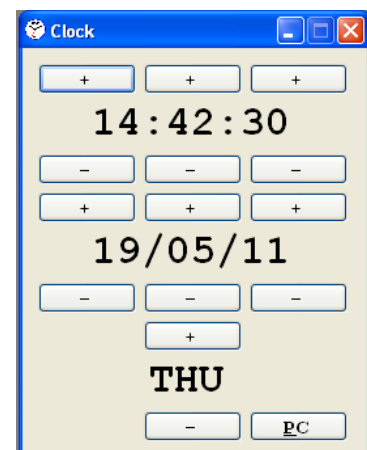 Clock
+ + +
14:42:30
– – –
+ + +
19/05/11
– – –
+
THU
– PC